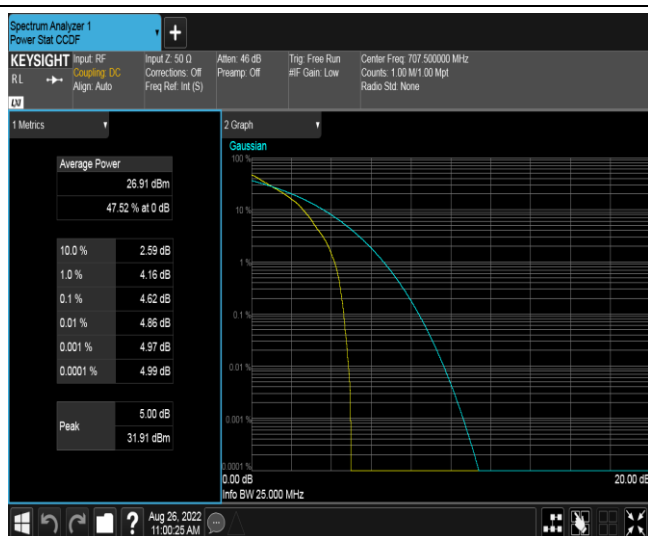 Spectrum Analyzer 1
Power Stat CCDF
+
KEYSIGHT
RL
LXI
Input: RF
Coupling: DC
Align: Auto
Input Z: 50 Ω
Corrections: Off
Freq Ref: Int (S)
Atten: 46 dB
Preamp: Off
Trig: Free Run
#IF Gain: Low
Center Freq: 707.500000 MHz
Counts: 1.00 M/1.00 Mpt
Radio Std: None
1 Metrics
Average Power
26.91 dBm
47.52 % at 0 dB
10.0 % 2.59 dB
1.0 % 4.16 dB
0.1 % 4.62 dB
0.01 % 4.86 dB
0.001 % 4.97 dB
0.0001 % 4.99 dB
Peak
5.00 dB
31.91 dBm
2 Graph
Gaussian
100 %
10 %
1 %
0.1 %
0.01 %
0.001 %
0.0001 %
0.00 dB 20.00 dB
Info BW 25.000 MHz
?
Aug 26, 2022
11:00:25 AM